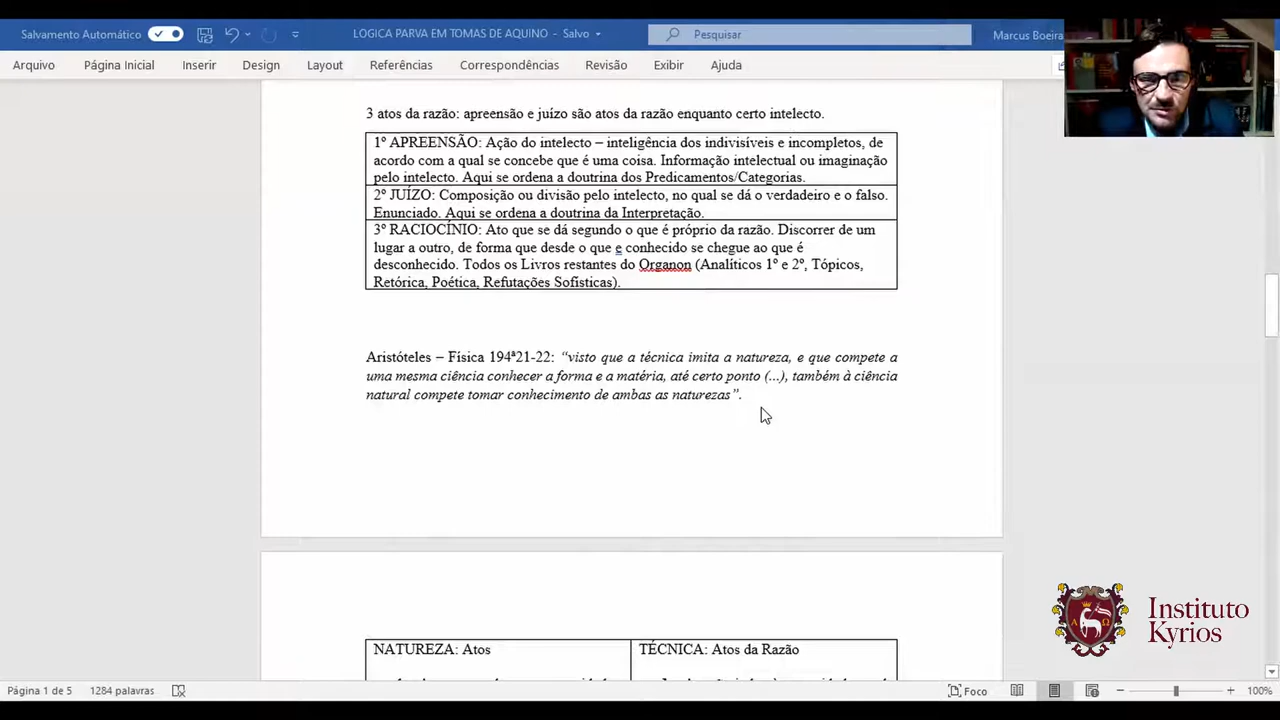 Salvamento Automático
LOGICA PARVA EM TOMAS DE AQUINO - Salvo
Pesquisar
Marcus Boeira
Arquivo
Página Inicial
Inserir
Design
Layout
Referências
Correspondências
Revisão
Exibir
Ajuda
3 atos da razão: apreensão e juízo são atos da razão enquanto certo intelecto.
1º APREENSÃO: Ação do intelecto – inteligência dos indivisíveis e incompletos, de
acordo com a qual se concebe que é uma coisa. Informação intelectual ou imaginação
pelo intelecto. Aqui se ordena a doutrina dos Predicamentos/Categorias.
2º JUÍZO: Composição ou divisão pelo intelecto, no qual se dá o verdadeiro e o falso.
Enunciado. Aqui se ordena a doutrina da Interpretação.
3º RACIOCÍNIO: Ato que se dá segundo o que é próprio da razão. Discorrer de um
lugar a outro, de forma que desde o que e conhecido se chegue ao que é
desconhecido. Todos os Livros restantes do Organon (Analíticos 1º e 2º, Tópicos,
Retórica, Poética, Refutações Sofísticas).
Aristóteles – Física 194ª21-22: “visto que a técnica imita a natureza, e que compete a
uma mesma ciência conhecer a forma e a matéria, até certo ponto (...), também à ciência
natural compete tomar conhecimento de ambas as naturezas”.
NATUREZA: Atos
TÉCNICA: Atos da Razão
Α Ω
Instituto
Kyrios
Página 1 de 5
1284 palavras
Foco
100%